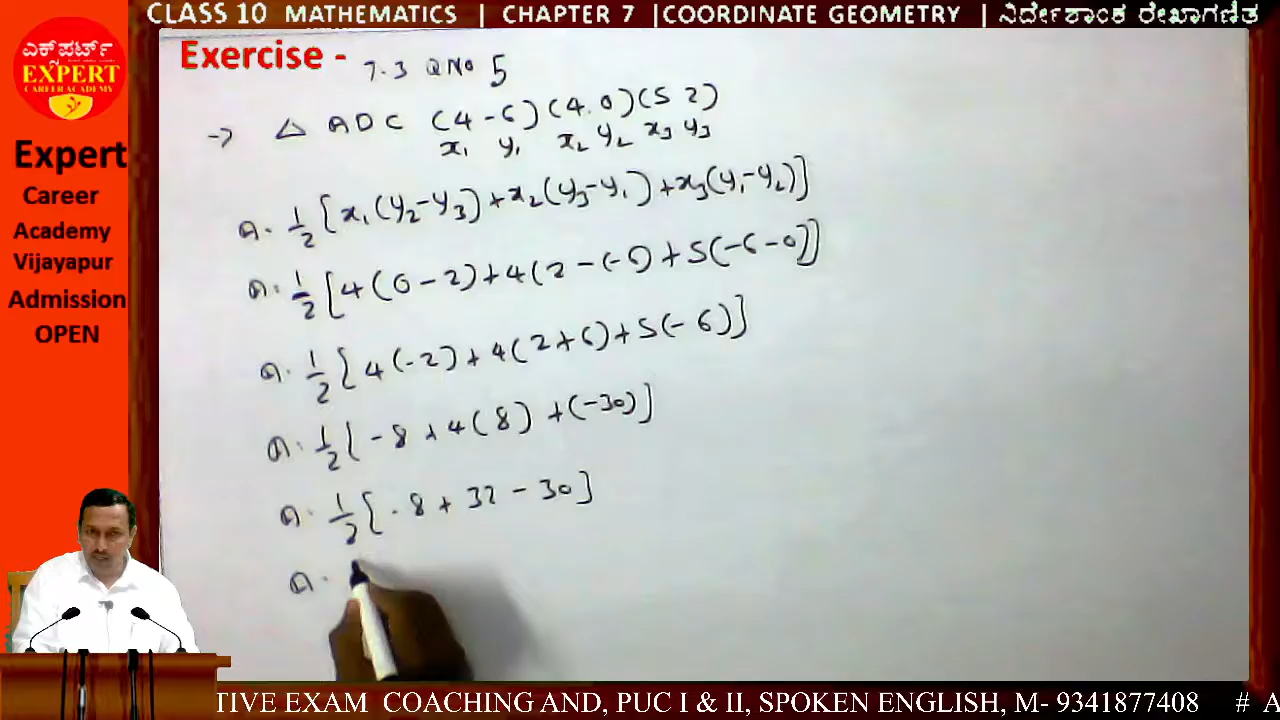 CLASS 10 MATHEMATICS | CHAPTER 7 |COORDINATE GEOMETRY | ನಿರ್ದೇಶಾಂಕ ರೇಖಾಗಣಿತ
ಎಕ್ಸ್‌ಪರ್ಟ್
EXPERT
CAREER ACADEMY
Expert
Career
Academy
Vijayapur
Admission
OPEN
Exercise - 7.3 Q No 5
→ △ ADC (4 -6) (4.0) (5 2)
x₁ y₁ x₂ y₂ x₃ y₃
A = 1/2 [x₁(y₂-y₃)+x₂(y₃-y₁)+x₃(y₁-y₂)]
A = 1/2 [4(0-2)+4(2-(-6)+5(-6-0)]
A = 1/2 [4(-2)+4(2+6)+5(-6)]
A = 1/2 [-8+4(8)+(-30)]
A = 1/2 [-8+32-30]
A =
TIVE EXAM COACHING AND, PUC I & II, SPOKEN ENGLISH, M- 9341877408 # A